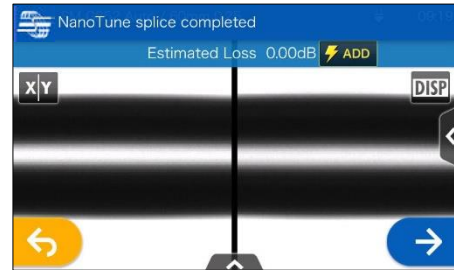 NanoTune splice completed
Estimated Loss 0.00dB ADD
X|Y
DISP